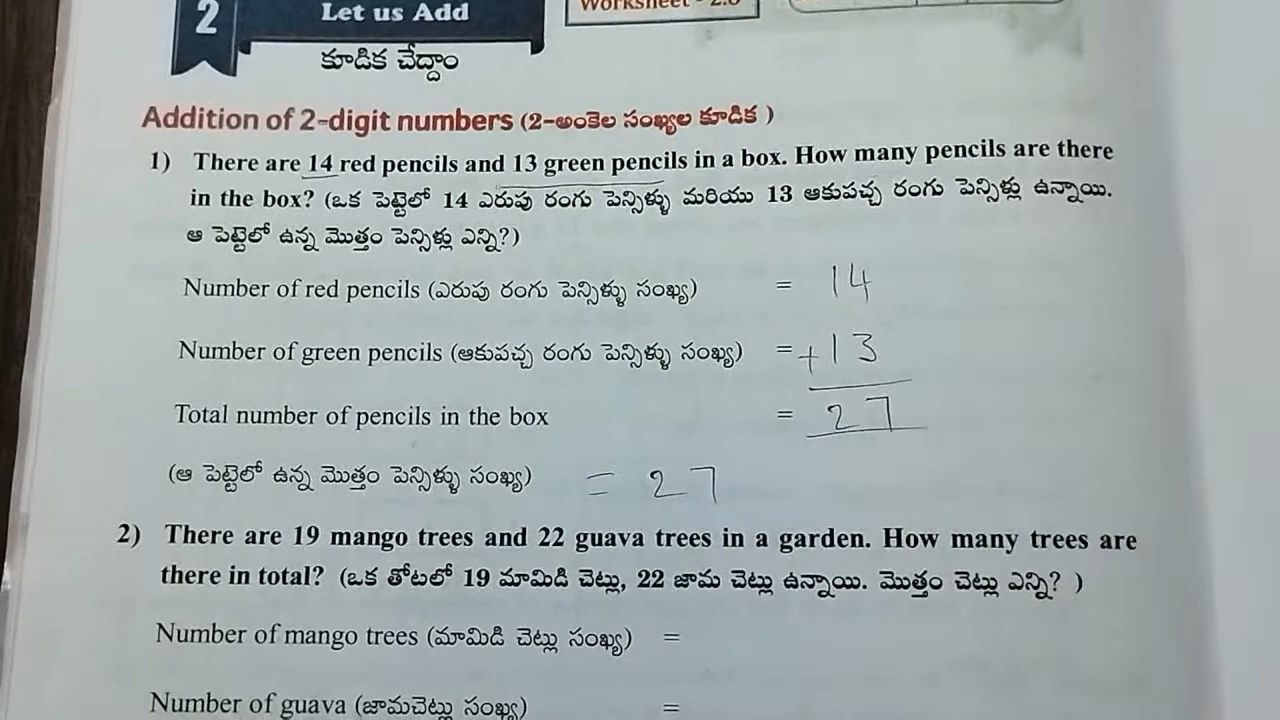 2
Let us Add
Worksheet - 2.
కూడిక చేద్దాం
Addition of 2-digit numbers (2-అంకెల సంఖ్యల కూడిక )
1) There are 14 red pencils and 13 green pencils in a box. How many pencils are there
in the box? (ఒక పెట్టెలో 14 ఎరుపు రంగు పెన్సిళ్ళు మరియు 13 ఆకుపచ్చ రంగు పెన్సిళ్లు ఉన్నాయి.
ఆ పెట్టెలో ఉన్న మొత్తం పెన్సిళ్లు ఎన్ని?)
Number of red pencils (ఎరుపు రంగు పెన్సిళ్ళు సంఖ్య) = 14
Number of green pencils (ఆకుపచ్చ రంగు పెన్సిళ్ళు సంఖ్య) = +13
Total number of pencils in the box = 27
(ఆ పెట్టెలో ఉన్న మొత్తం పెన్సిళ్ళు సంఖ్య) = 27
2) There are 19 mango trees and 22 guava trees in a garden. How many trees are
there in total? (ఒక తోటలో 19 మామిడి చెట్లు, 22 జామ చెట్లు ఉన్నాయి. మొత్తం చెట్లు ఎన్ని? )
Number of mango trees (మామిడి చెట్లు సంఖ్య) =
Number of guava (జామచెట్లు సంఖ్య) =